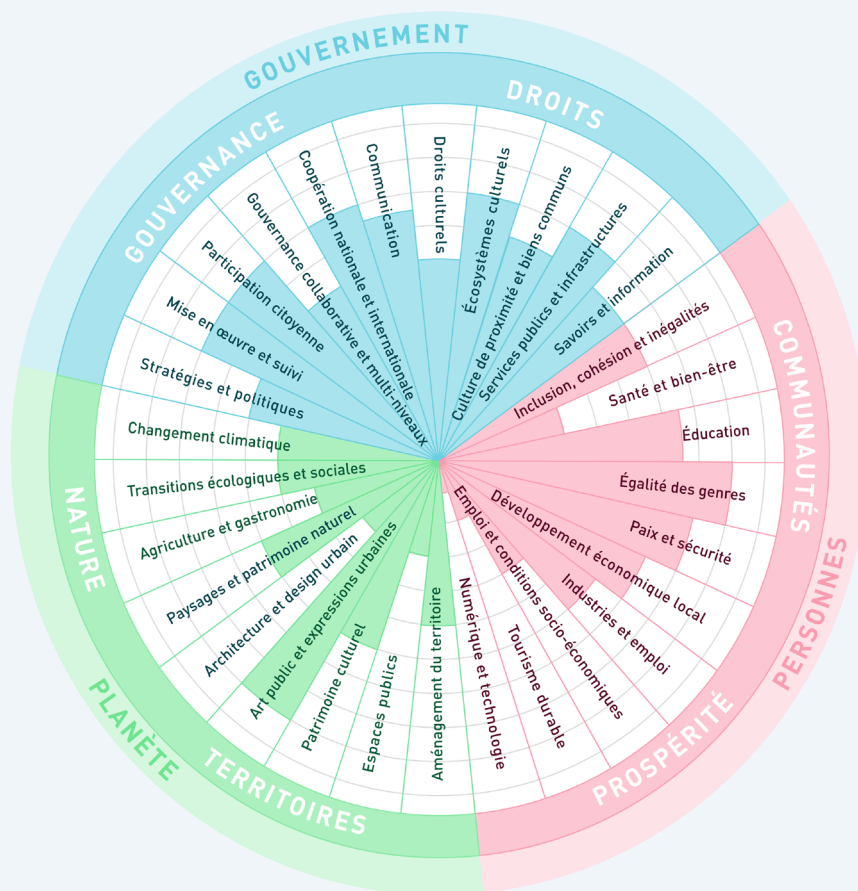 GOUVERNEMENT
GOUVERNANCE
DROITS
Stratégies et politiques
Mise en œuvre et suivi
Participation citoyenne
Gouvernance collaborative et multi-niveaux
Coopération nationale et internationale
Communication
Droits culturels
Écosystèmes culturels
Culture de proximité et biens communs
Services publics et infrastructures
Savoirs et information
PERSONNES
COMMUNAUTÉS
PROSPÉRITÉ
Inclusion, cohésion et inégalités
Santé et bien-être
Éducation
Égalité des genres
Paix et sécurité
Développement économique local
Industries et emploi
Emploi et conditions socio-économiques
Tourisme durable
Numérique et technologie
PLANÈTE
TERRITOIRES
NATURE
Aménagement du territoire
Espaces publics
Patrimoine culturel
Art public et expressions urbaines
Architecture et design urbain
Paysages et patrimoine naturel
Agriculture et gastronomie
Transitions écologiques et sociales
Changement climatique